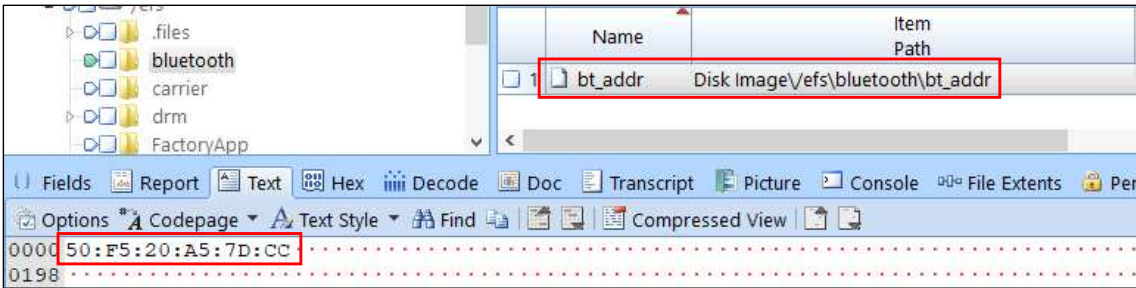 /efs
.files
bluetooth
carrier
drm
FactoryApp
Name Item Path
1 bt_addr Disk Image\/efs\bluetooth\bt_addr
Fields Report Text Hex Decode Doc Transcript Picture Console File Extents Per
Options Codepage Text Style Find Compressed View
0000 50:F5:20:A5:7D:CC
0198